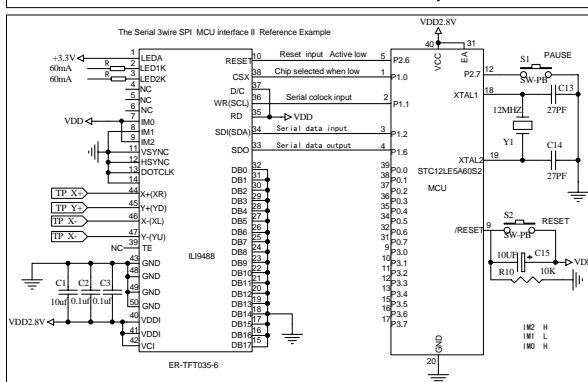 The Serial 3wire SPI MCU interface II Reference Example
+3.3V
60mA R
60mA R
1 LEDA
2 LED1K
3 LED2K
4 NC
5 NC
6 NC
VDD
7 IM0
8 IM1
9 IM2
11 VSYNC
12 HSYNC
13 DOTCLK
14
TP X+ 44 X+(XR)
TP Y+ 45 Y+(YD)
TP X- 46 X-(XL)
TP X- 47 Y-(YU)
NC 39 TE
43 GND
48 GND
49 GND
50 GND
C1 C2 C3
10uf 0.1uf 0.1uf
VDD2.8V
40 VDDI
41 VDDI
42 VCI
ILI9488
ER-TFT035-6
RESET 10
CSX 38
D/C 37
WR(SCL) 36
RD 35
VDD
SDI(SDA) 34
SDO 33
DB0 32
DB1 31
DB2 30
DB3 29
DB4 28
DB5 27
DB6 26
DB7 25
DB8 24
DB9 23
DB10 22
DB11 21
DB12 20
DB13 19
DB14 18
DB15 17
DB16 16
DB17 15
Reset input Active low
Chip selected when low
Serial colock input
Serial data input
Serial data output
VDD2.8V
40 31
VCC EA
5 P2.6
1 P1.0
2 P1.1
3 P1.2
4 P1.6
39 P0.0
38 P0.1
37 P0.2
36 P0.3
35 P0.4
34 P0.5
32 P0.6
31 P0.7
9 P3.0
10 P3.1
11 P3.2
12 P3.3
13 P3.4
14 P3.5
15 P3.6
16 P3.7
17
P2.7 12
S1 PAUSE
SW-PB
XTAL1 18
C13
27PF
12MHZ
Y1
C14
27PF
XTAL2 19
STC12LE5A60S2
MCU
/RESET 9
S2 RESET
SW-PB
10UF + C15
R10 10K
VDD
GND
20
IM2 H
IM1 L
IM0 H